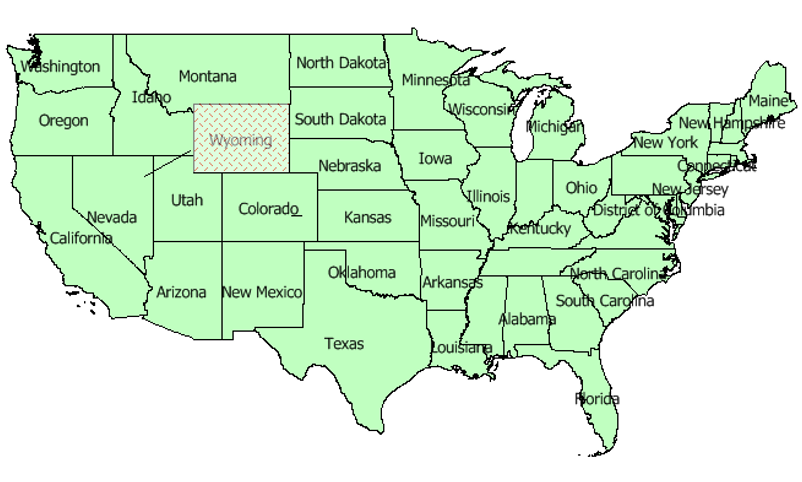 Washington
Montana
North Dakota
Minnesota
Idaho
Maine
Oregon
South Dakota
Wisconsin
Michigan
New Hampshire
Wyoming
New York
Nebraska
Iowa
Connecticut
Utah
Colorado
Illinois
Ohio
New Jersey
Nevada
Kansas
Missouri
District of Columbia
California
Kentucky
Oklahoma
North Carolina
Arizona
New Mexico
Arkansas
South Carolina
Texas
Alabama
Louisiana
Florida